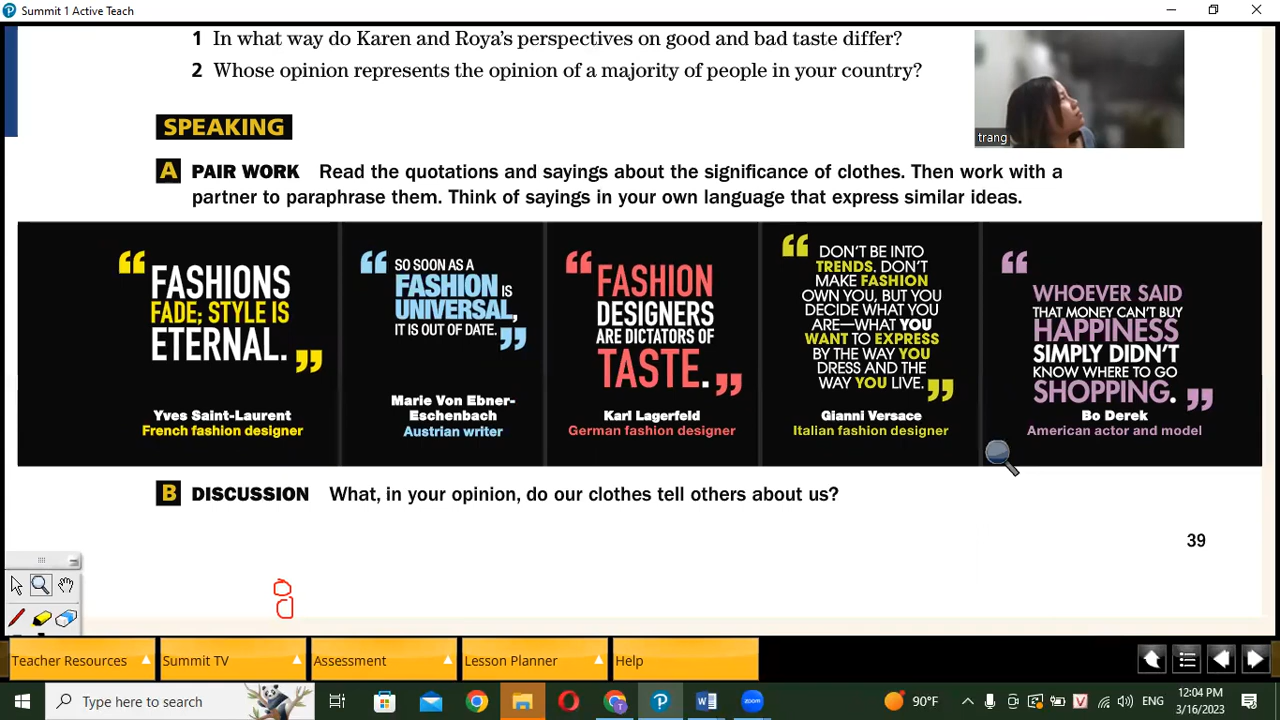 Summit 1 Active Teach
1 In what way do Karen and Roya's perspectives on good and bad taste differ?
2 Whose opinion represents the opinion of a majority of people in your country?
trang
SPEAKING
A PAIR WORK Read the quotations and sayings about the significance of clothes. Then work with a
partner to paraphrase them. Think of sayings in your own language that express similar ideas.
“ FASHIONS
FADE; STYLE IS
ETERNAL. ”
Yves Saint-Laurent
French fashion designer
“ SO SOON AS A
FASHION IS
UNIVERSAL,
IT IS OUT OF DATE. ”
Marie Von Ebner-
Eschenbach
Austrian writer
“ FASHION
DESIGNERS
ARE DICTATORS OF
TASTE. ”
Karl Lagerfeld
German fashion designer
“ DON'T BE INTO
TRENDS. DON'T
MAKE FASHION
OWN YOU, BUT YOU
DECIDE WHAT YOU
ARE—WHAT YOU
WANT TO EXPRESS
BY THE WAY YOU
DRESS AND THE
WAY YOU LIVE. ”
Gianni Versace
Italian fashion designer
“ WHOEVER SAID
THAT MONEY CAN'T BUY
HAPPINESS
SIMPLY DIDN'T
KNOW WHERE TO GO
SHOPPING. ”
Bo Derek
American actor and model
B DISCUSSION What, in your opinion, do our clothes tell others about us?
39
Teacher Resources
Summit TV
Assessment
Lesson Planner
Help
Type here to search
90°F
V
ENG
12:04 PM
3/16/2023